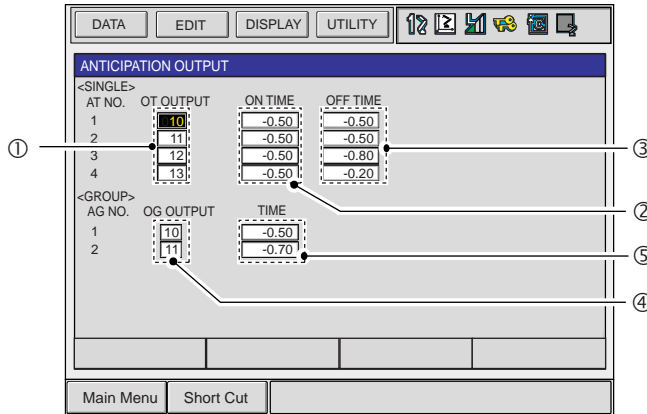 DATA EDIT DISPLAY UTILITY
ANTICIPATION OUTPUT
<SINGLE>
AT NO. OT OUTPUT ON TIME OFF TIME
1 10 -0.50 -0.50
2 11 -0.50 -0.50
3 12 -0.50 -0.80
4 13 -0.50 -0.20
<GROUP>
AG NO. OG OUTPUT TIME
1 10 -0.50
2 11 -0.70
Main Menu Short Cut
①
③
②
⑤
④